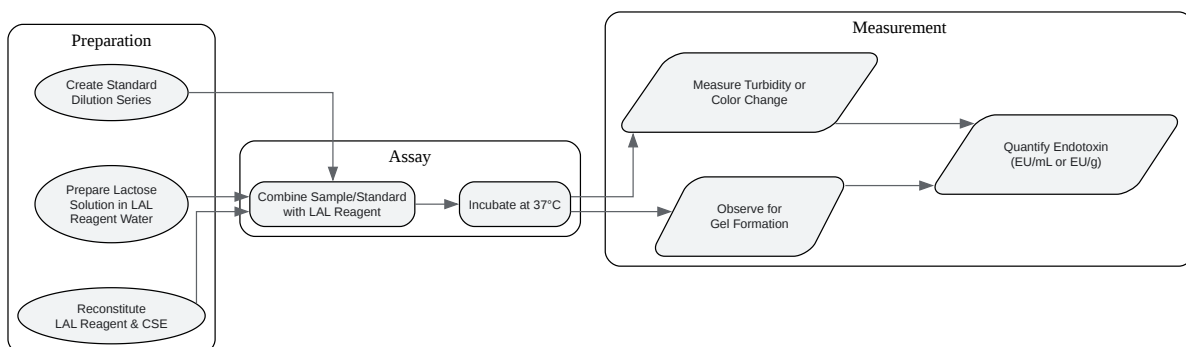 Preparation
Create Standard
Dilution Series
Prepare Lactose
Solution in LAL
Reagent Water
Reconstitute
LAL Reagent & CSE
Assay
Combine Sample/Standard
with LAL Reagent
Incubate at 37°C
Measurement
Measure Turbidity or
Color Change
Observe for
Gel Formation
Quantify Endotoxin
(EU/mL or EU/g)